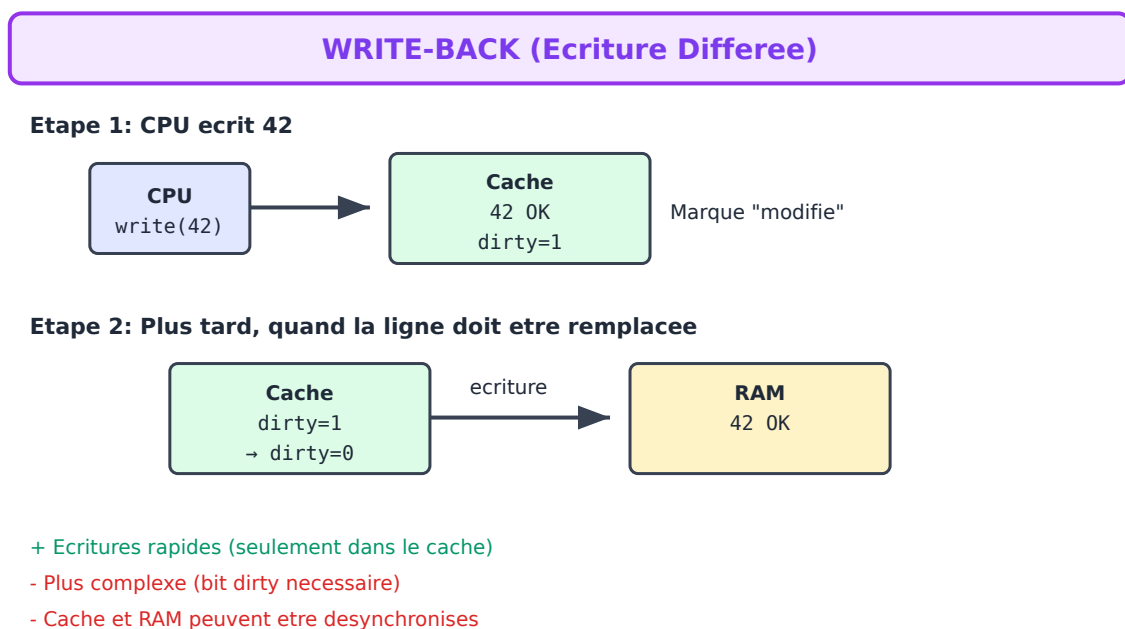 WRITE-BACK (Ecriture Differee)
Etape 1: CPU ecrit 42
CPU
write(42)
Cache
42 OK
dirty=1
Marque "modifie"
Etape 2: Plus tard, quand la ligne doit etre remplacee
Cache
dirty=1
→ dirty=0
ecriture
RAM
42 OK
+ Ecritures rapides (seulement dans le cache)
- Plus complexe (bit dirty necessaire)
- Cache et RAM peuvent etre desynchronises